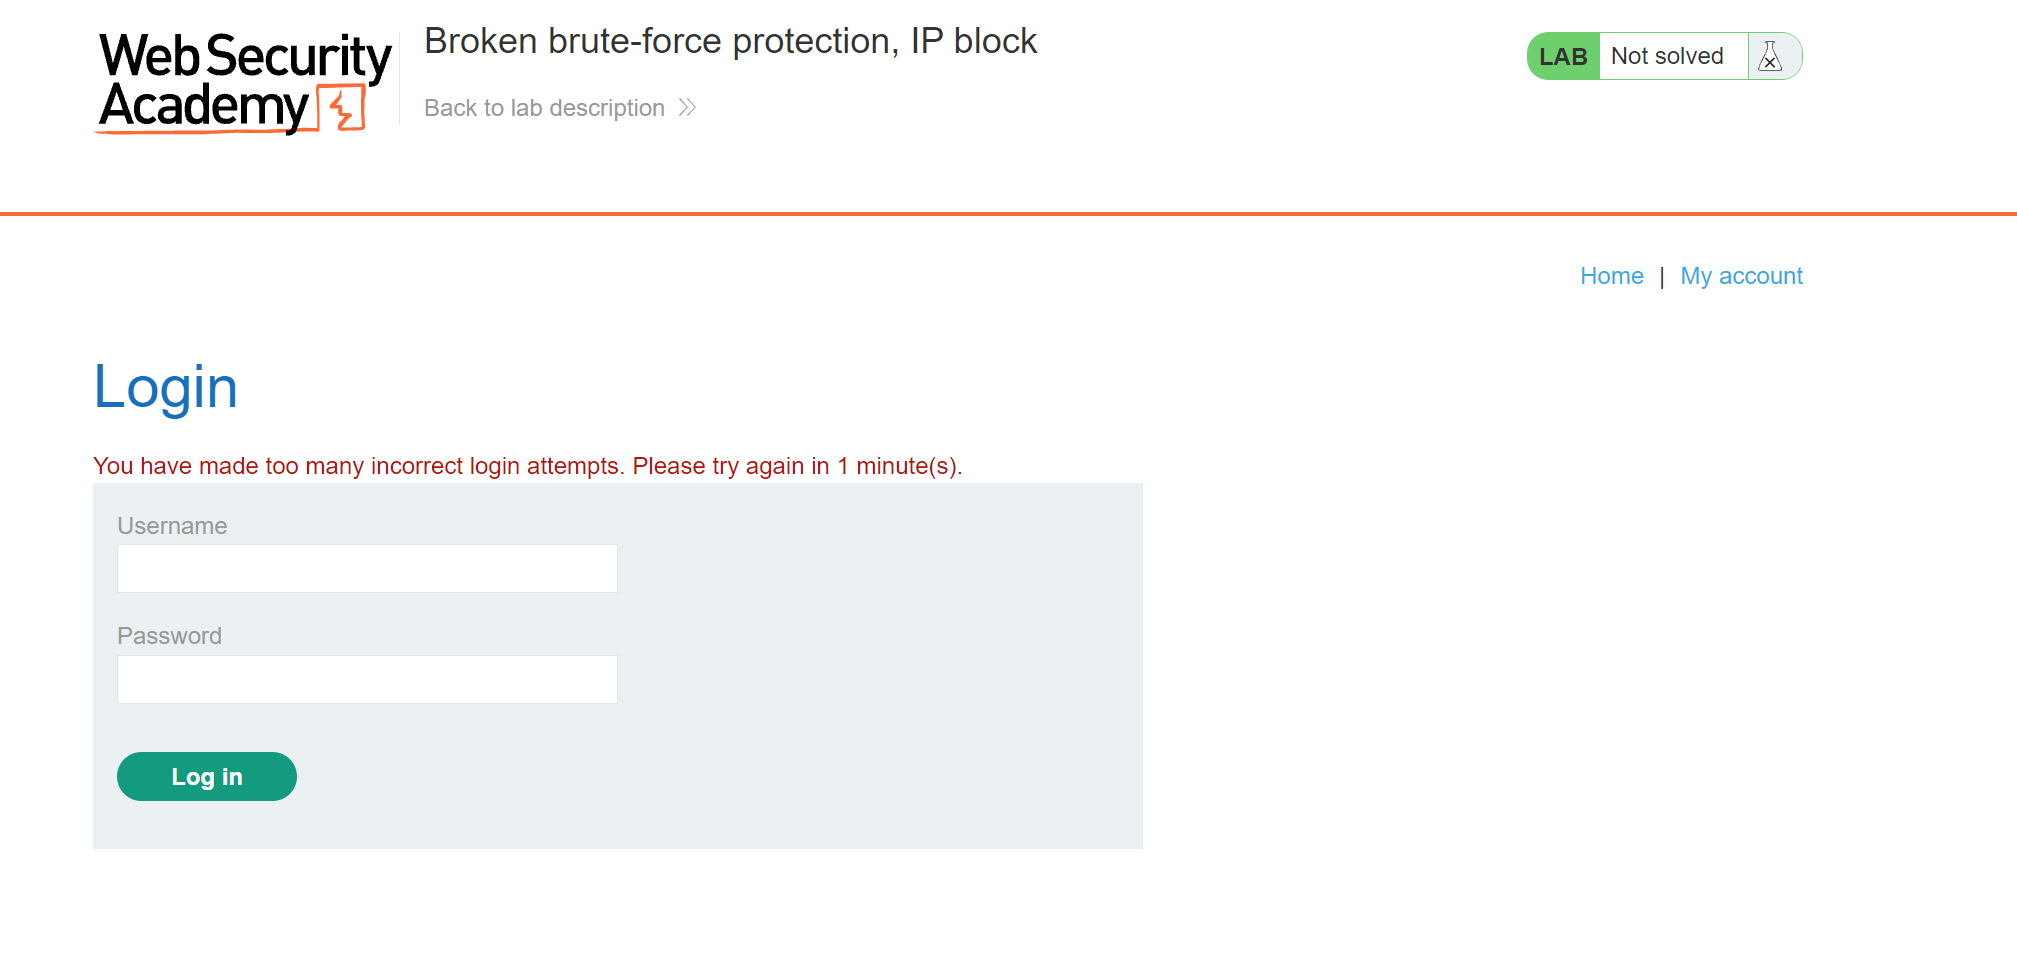 Web Security
Academy
Broken brute-force protection, IP block
Back to lab description
LAB Not solved
Home | My account
Login
You have made too many incorrect login attempts. Please try again in 1 minute(s).
Username
Password
Log in